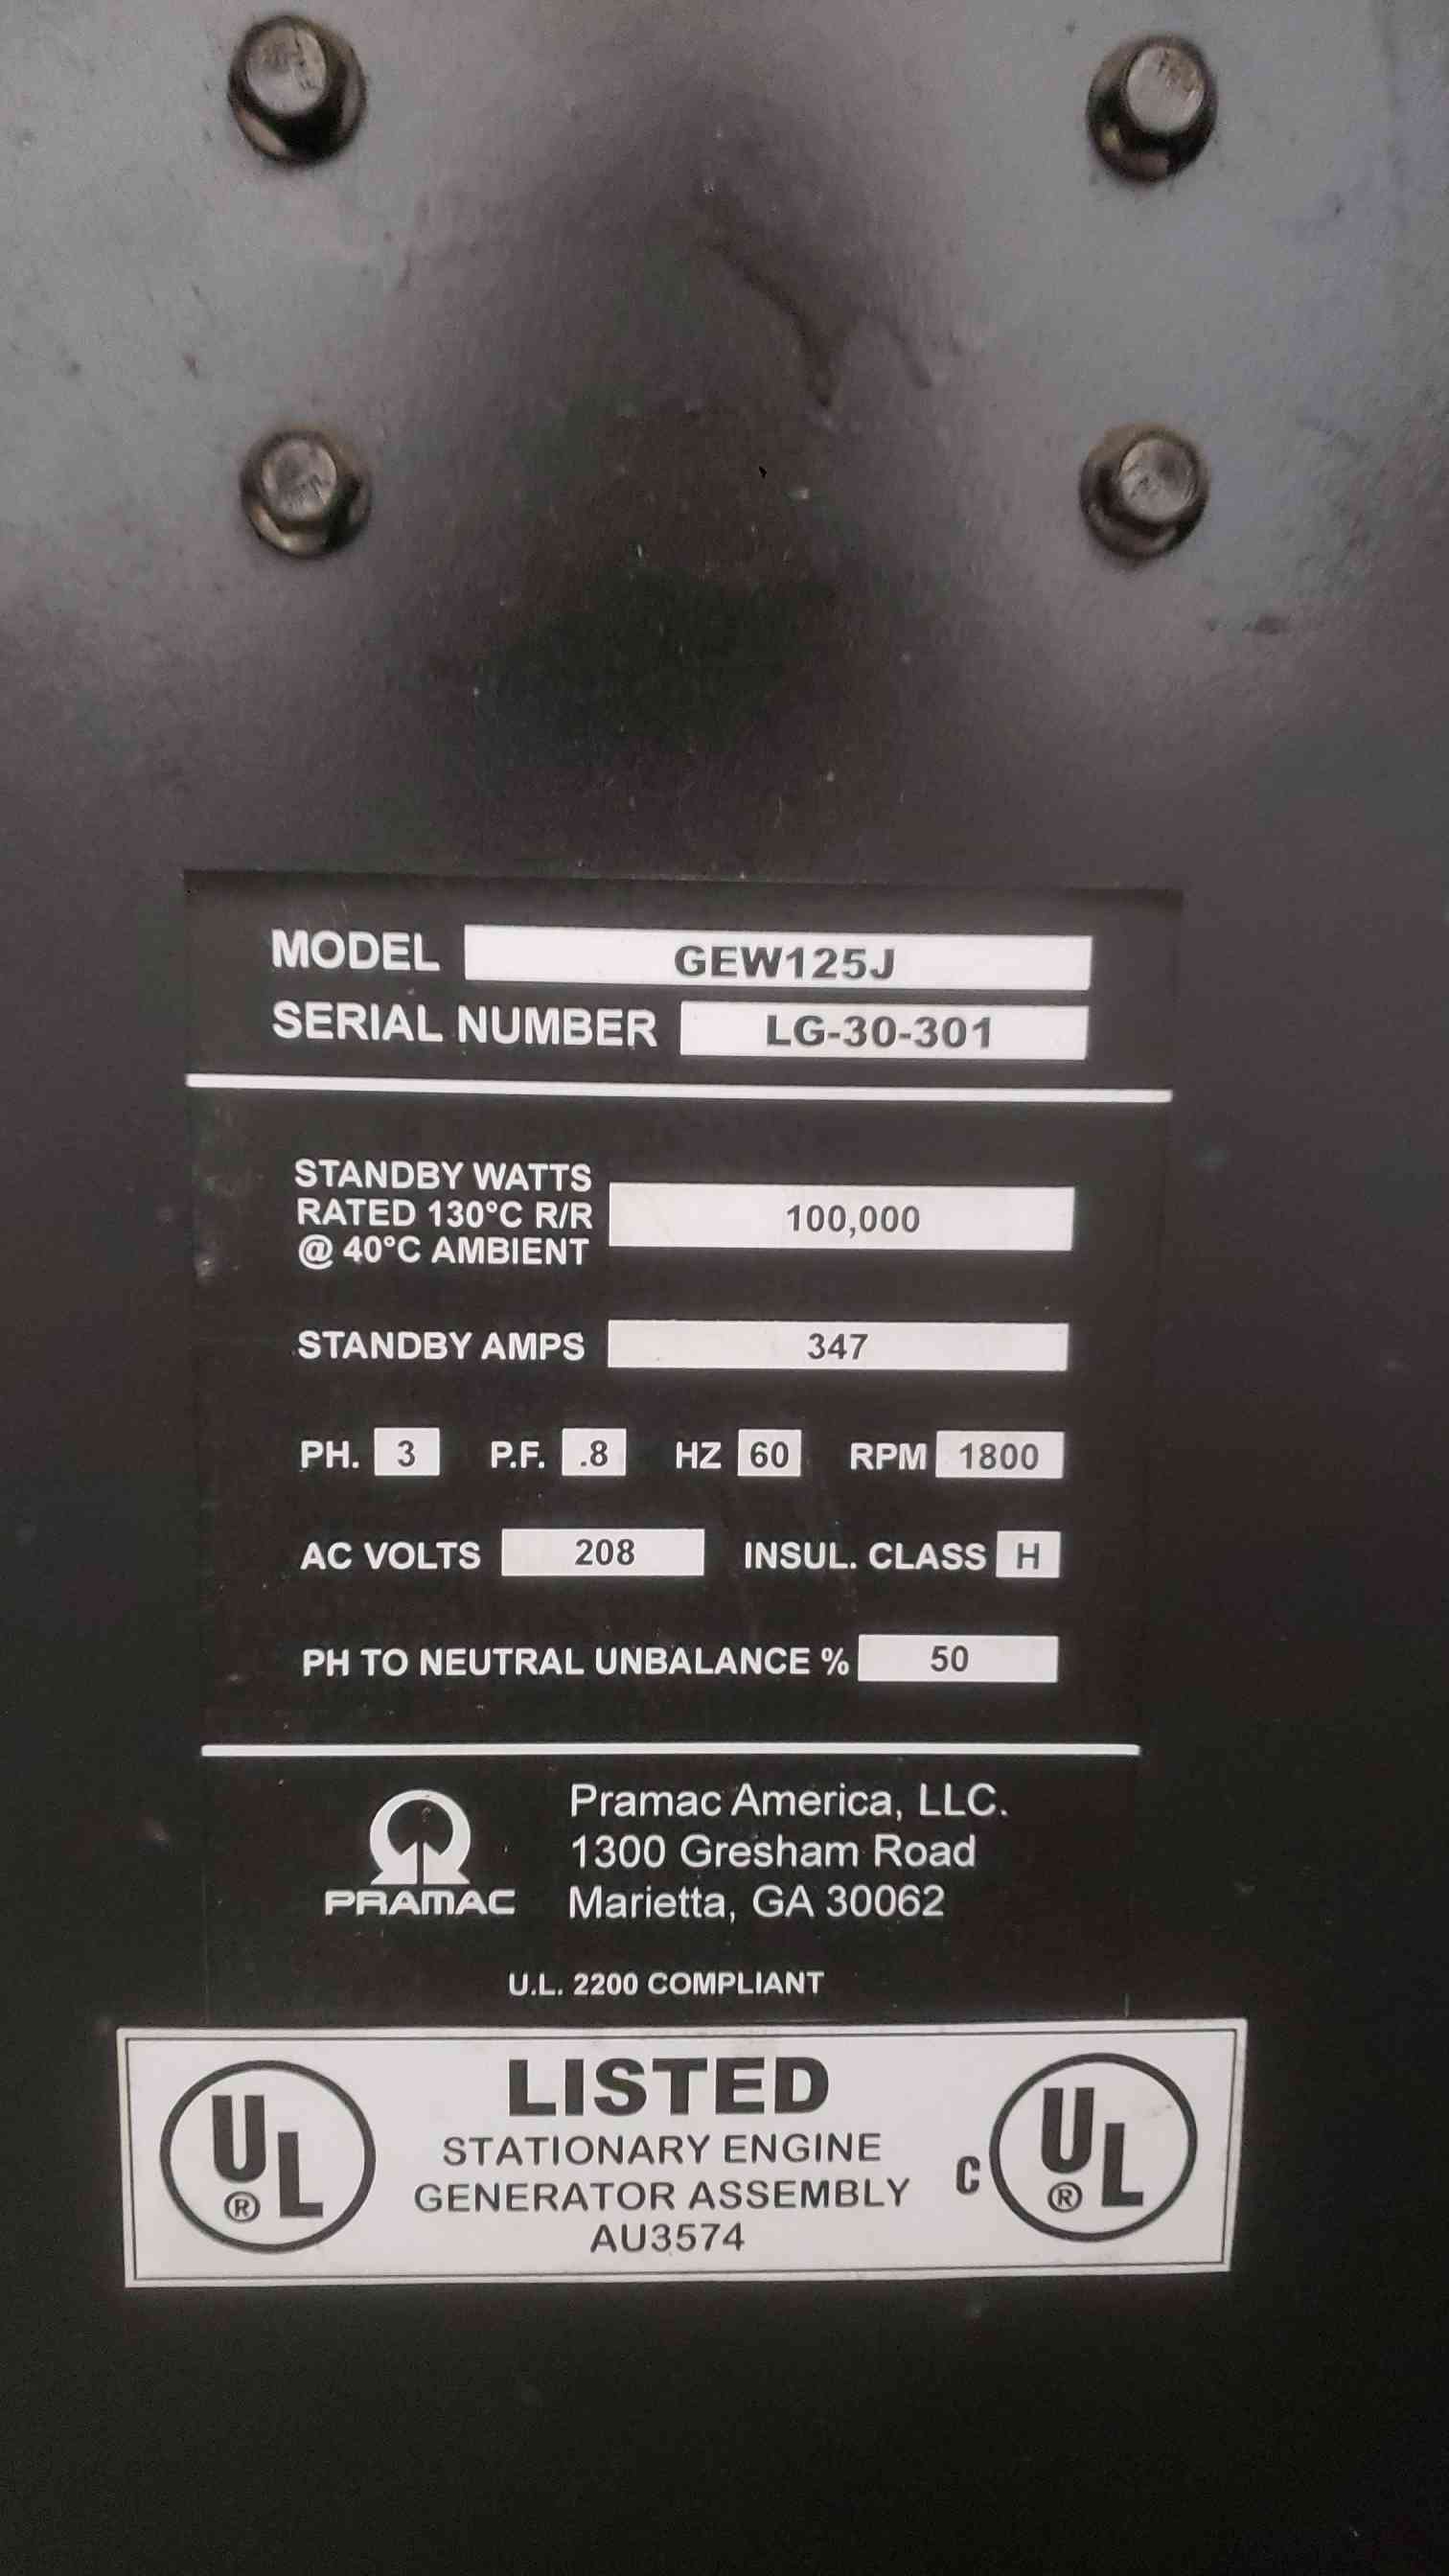 MODEL GEW125J
SERIAL NUMBER LG-30-301
STANDBY WATTS
RATED 130°C R/R
@ 40°C AMBIENT 100,000
STANDBY AMPS 347
PH. 3 P.F. .8 HZ 60 RPM 1800
AC VOLTS 208 INSUL. CLASS H
PH TO NEUTRAL UNBALANCE % 50
PRAMAC
Pramac America, LLC.
1300 Gresham Road
Marietta, GA 30062
U.L. 2200 COMPLIANT
UL ®
LISTED
STATIONARY ENGINE
GENERATOR ASSEMBLY
AU3574
C UL ®